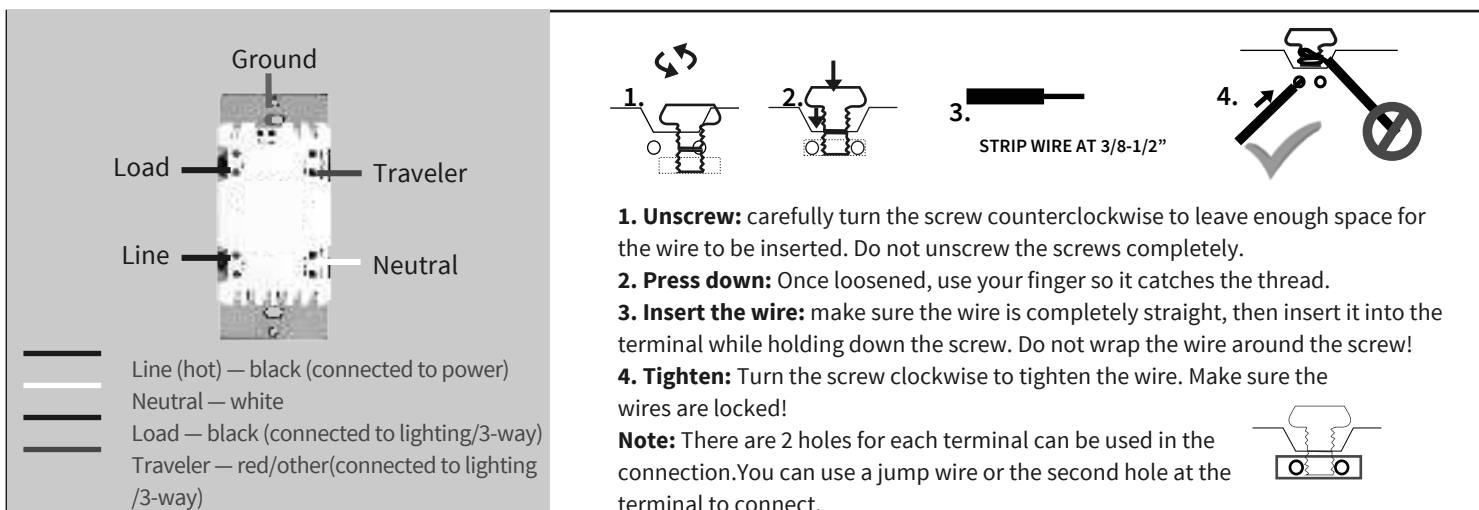 Ground
Load
Traveler
Line
Neutral
Line (hot) — black (connected to power)
Neutral — white
Load — black (connected to lighting/3-way)
Traveler — red/other(connected to lighting
/3-way)
1.
2.
3.
4.
STRIP WIRE AT 3/8-1/2”
1. Unscrew: carefully turn the screw counterclockwise to leave enough space for
the wire to be inserted. Do not unscrew the screws completely.
2. Press down: Once loosened, use your finger so it catches the thread.
3. Insert the wire: make sure the wire is completely straight, then insert it into the
terminal while holding down the screw. Do not wrap the wire around the screw!
4. Tighten: Turn the screw clockwise to tighten the wire. Make sure the
wires are locked!
Note: There are 2 holes for each terminal can be used in the
connection.You can use a jump wire or the second hole at the
terminal to connect.